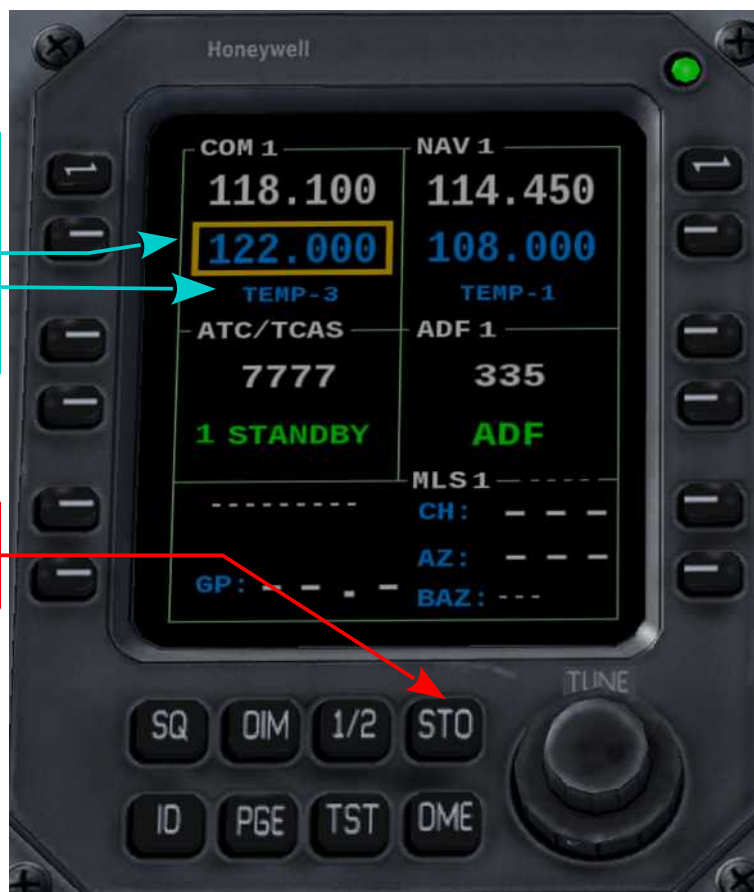 Honeywell
COM 1
118.100
122.000
TEMP-3
NAV 1
114.450
108.000
TEMP-1
ATC/TCAS
7777
1 STANDBY
ADF 1
335
ADF
MLS 1
---------
CH: – – –
AZ: – – –
GP: – – . –
BAZ: ---
TUNE
SQ
DIM
1/2
STO
ID
PGE
TST
DME